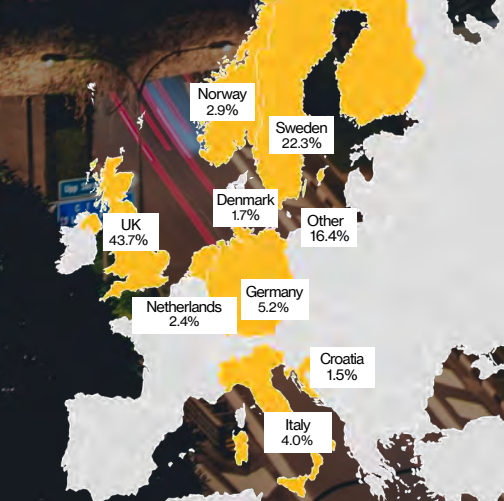 Norway
2.9%
Sweden
22.3%
Denmark
1.7%
Other
16.4%
UK
43.7%
Germany
5.2%
Netherlands
2.4%
Croatia
1.5%
Italy
4.0%